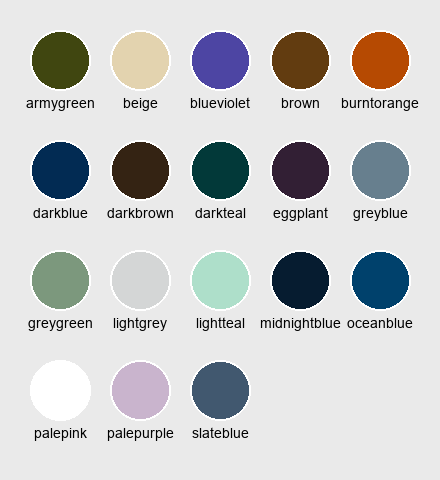 armygreen beige blueviolet brown burntorange
darkblue darkbrown darkteal eggplant greyblue
greygreen lightgrey lightteal midnightblue oceanblue
palepink palepurple slateblue